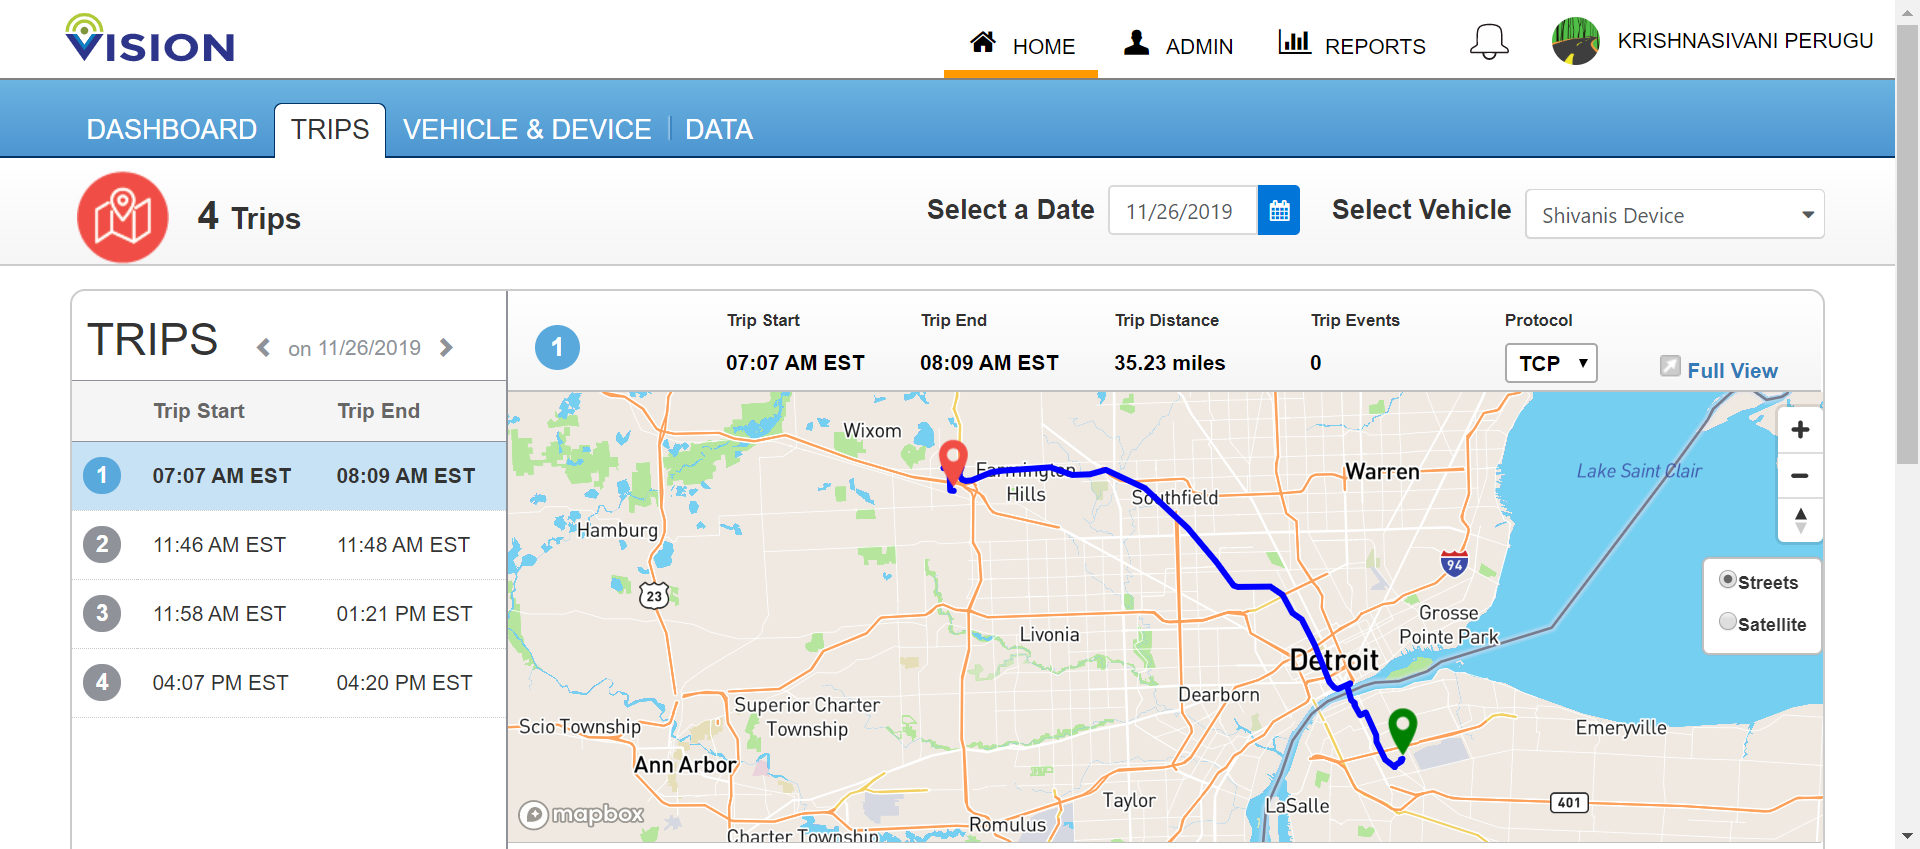 VISION
HOME
ADMIN
REPORTS
KRISHNASIVANI PERUGU
DASHBOARD
TRIPS
VEHICLE & DEVICE
DATA
4 Trips
Select a Date
11/26/2019
Select Vehicle
Shivanis Device
TRIPS
on 11/26/2019
Trip Start Trip End
1 07:07 AM EST 08:09 AM EST
2 11:46 AM EST 11:48 AM EST
3 11:58 AM EST 01:21 PM EST
4 04:07 PM EST 04:20 PM EST
1
Trip Start Trip End Trip Distance Trip Events Protocol
07:07 AM EST 08:09 AM EST 35.23 miles 0 TCP
Full View
Wixom
Farmington
Hills
Southfield
Warren
Lake Saint Clair
+
−
Hamburg
94
23
Streets
Satellite
Grosse
Pointe Park
Livonia
Detroit
Dearborn
Superior Charter
Township
Scio Township
Emeryville
Ann Arbor
Taylor
LaSalle
401
mapbox
Romulus
Charter Township